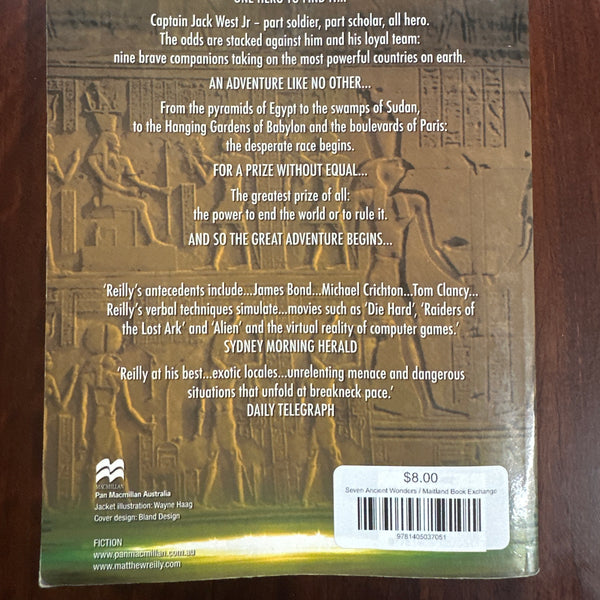 ONE HERO TO FIND IT...
Captain Jack West Jr – part soldier, part scholar, all hero.
The odds are stacked against him and his loyal team:
nine brave companions taking on the most powerful countries on earth.
AN ADVENTURE LIKE NO OTHER...
From the pyramids of Egypt to the swamps of Sudan,
to the Hanging Gardens of Babylon and the boulevards of Paris:
the desperate race begins.
FOR A PRIZE WITHOUT EQUAL...
The greatest prize of all:
the power to end the world or to rule it.
AND SO THE GREAT ADVENTURE BEGINS...
‘Reilly’s antecedents include...James Bond...Michael Crichton...Tom Clancy...
Reilly’s verbal techniques simulate...movies such as ‘Die Hard’, ‘Raiders of
the Lost Ark’ and ‘Alien’ and the virtual reality of computer games.’
SYDNEY MORNING HERALD
‘Reilly at his best...exotic locales...unrelenting menace and dangerous
situations that unfold at breakneck pace.’
DAILY TELEGRAPH
MACMILLAN
Pan Macmillan Australia
Jacket illustration: Wayne Haag
Cover design: Bland Design
FICTION
www.panmacmillan.com.au
www.matthewreilly.com
$8.00
Seven Ancient Wonders / Maitland Book Exchange
9781405037051